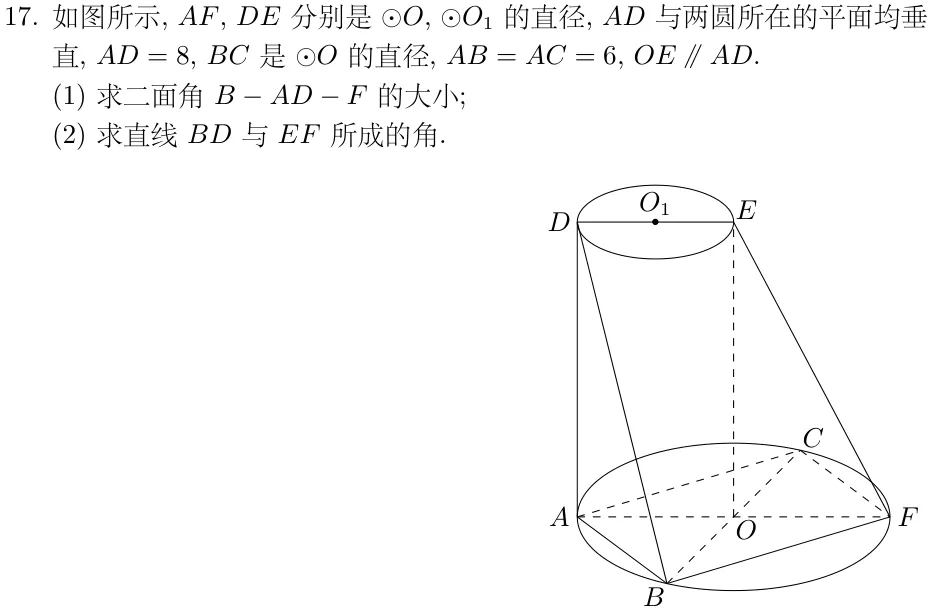 17. 如图所示, AF, DE 分别是 ⊙O, ⊙O₁ 的直径, AD 与两圆所在的平面均垂
直, AD = 8, BC 是 ⊙O 的直径, AB = AC = 6, OE ∥ AD.
(1) 求二面角 B − AD − F 的大小;
(2) 求直线 BD 与 EF 所成的角.
O₁
D
E
C
A
O
F
B